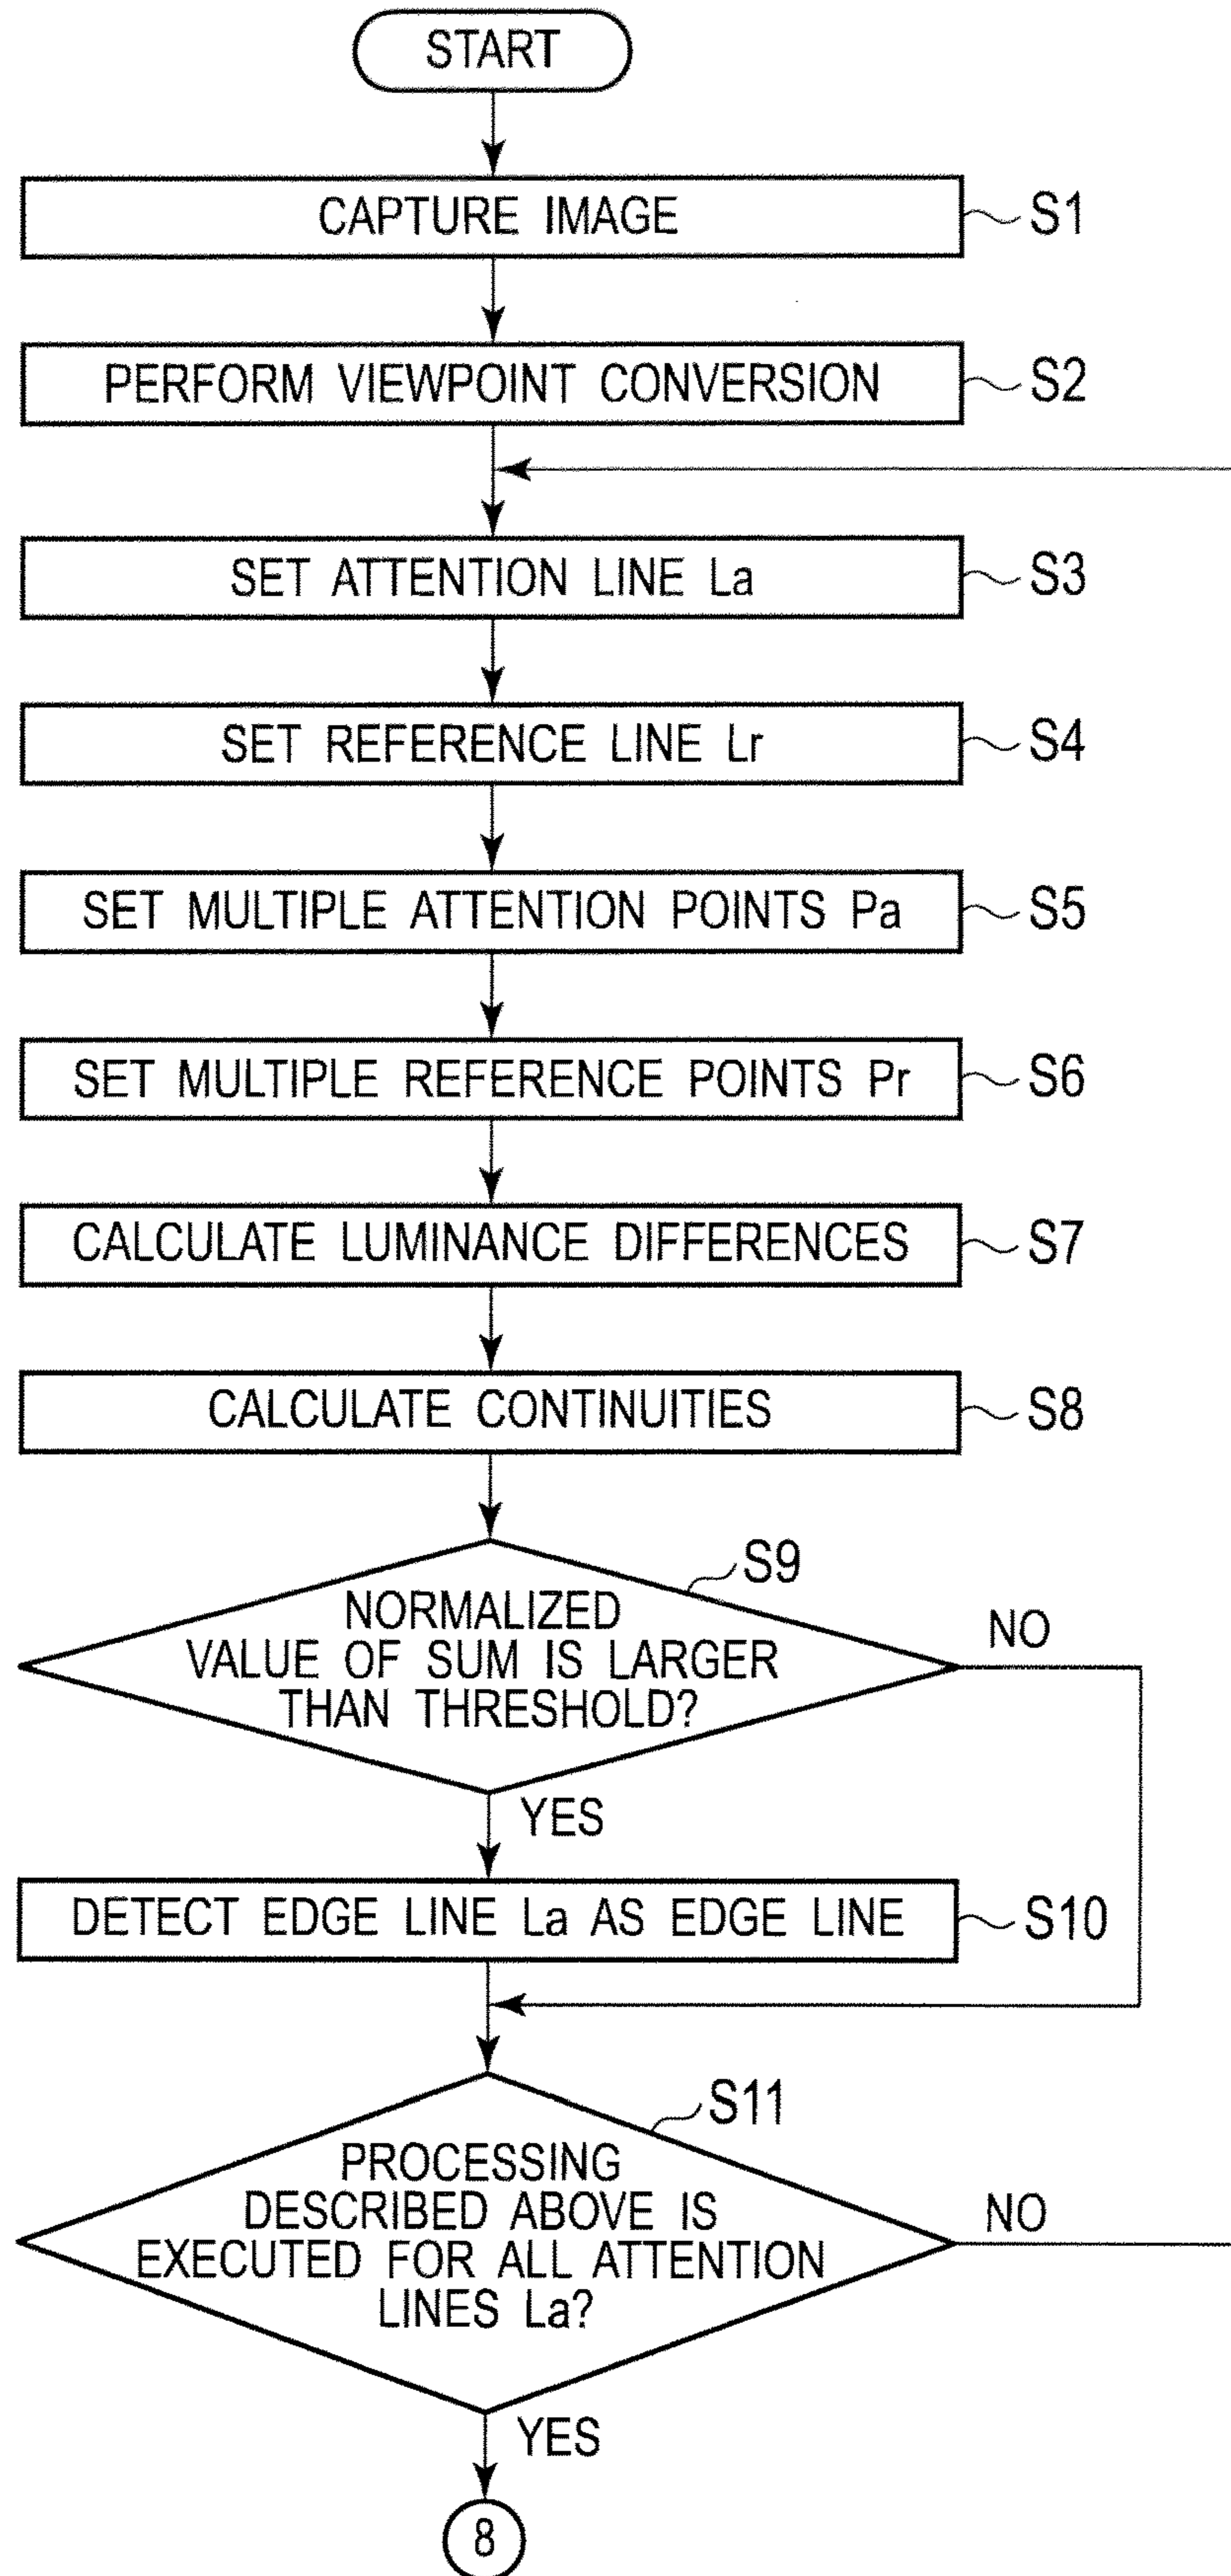 START
CAPTURE IMAGE
S1
PERFORM VIEWPOINT CONVERSION
S2
SET ATTENTION LINE La
S3
SET REFERENCE LINE Lr
S4
SET MULTIPLE ATTENTION POINTS Pa
S5
SET MULTIPLE REFERENCE POINTS Pr
S6
CALCULATE LUMINANCE DIFFERENCES
S7
CALCULATE CONTINUITIES
S8
S9
NORMALIZED
VALUE OF SUM IS LARGER
THAN THRESHOLD?
NO
YES
DETECT EDGE LINE La AS EDGE LINE
S10
S11
PROCESSING
DESCRIBED ABOVE IS
EXECUTED FOR ALL ATTENTION
LINES La?
NO
YES
8